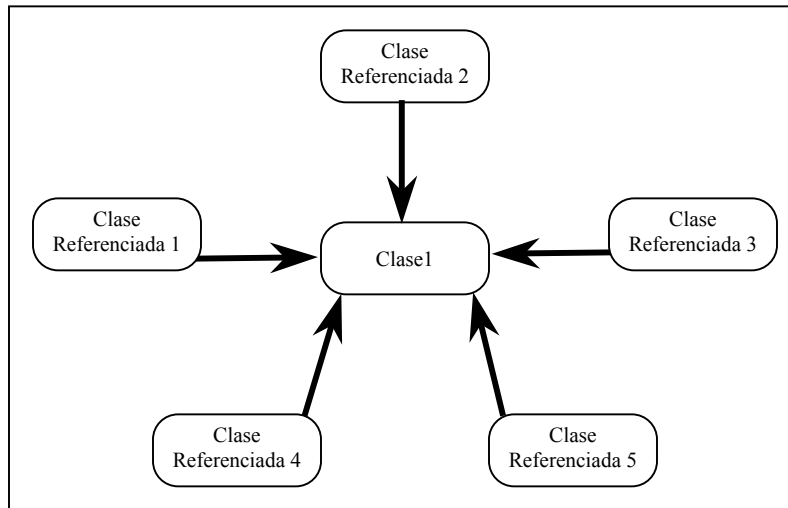 Clase
Referenciada 2
Clase
Referenciada 1
Clase1
Clase
Referenciada 3
Clase
Referenciada 4
Clase
Referenciada 5